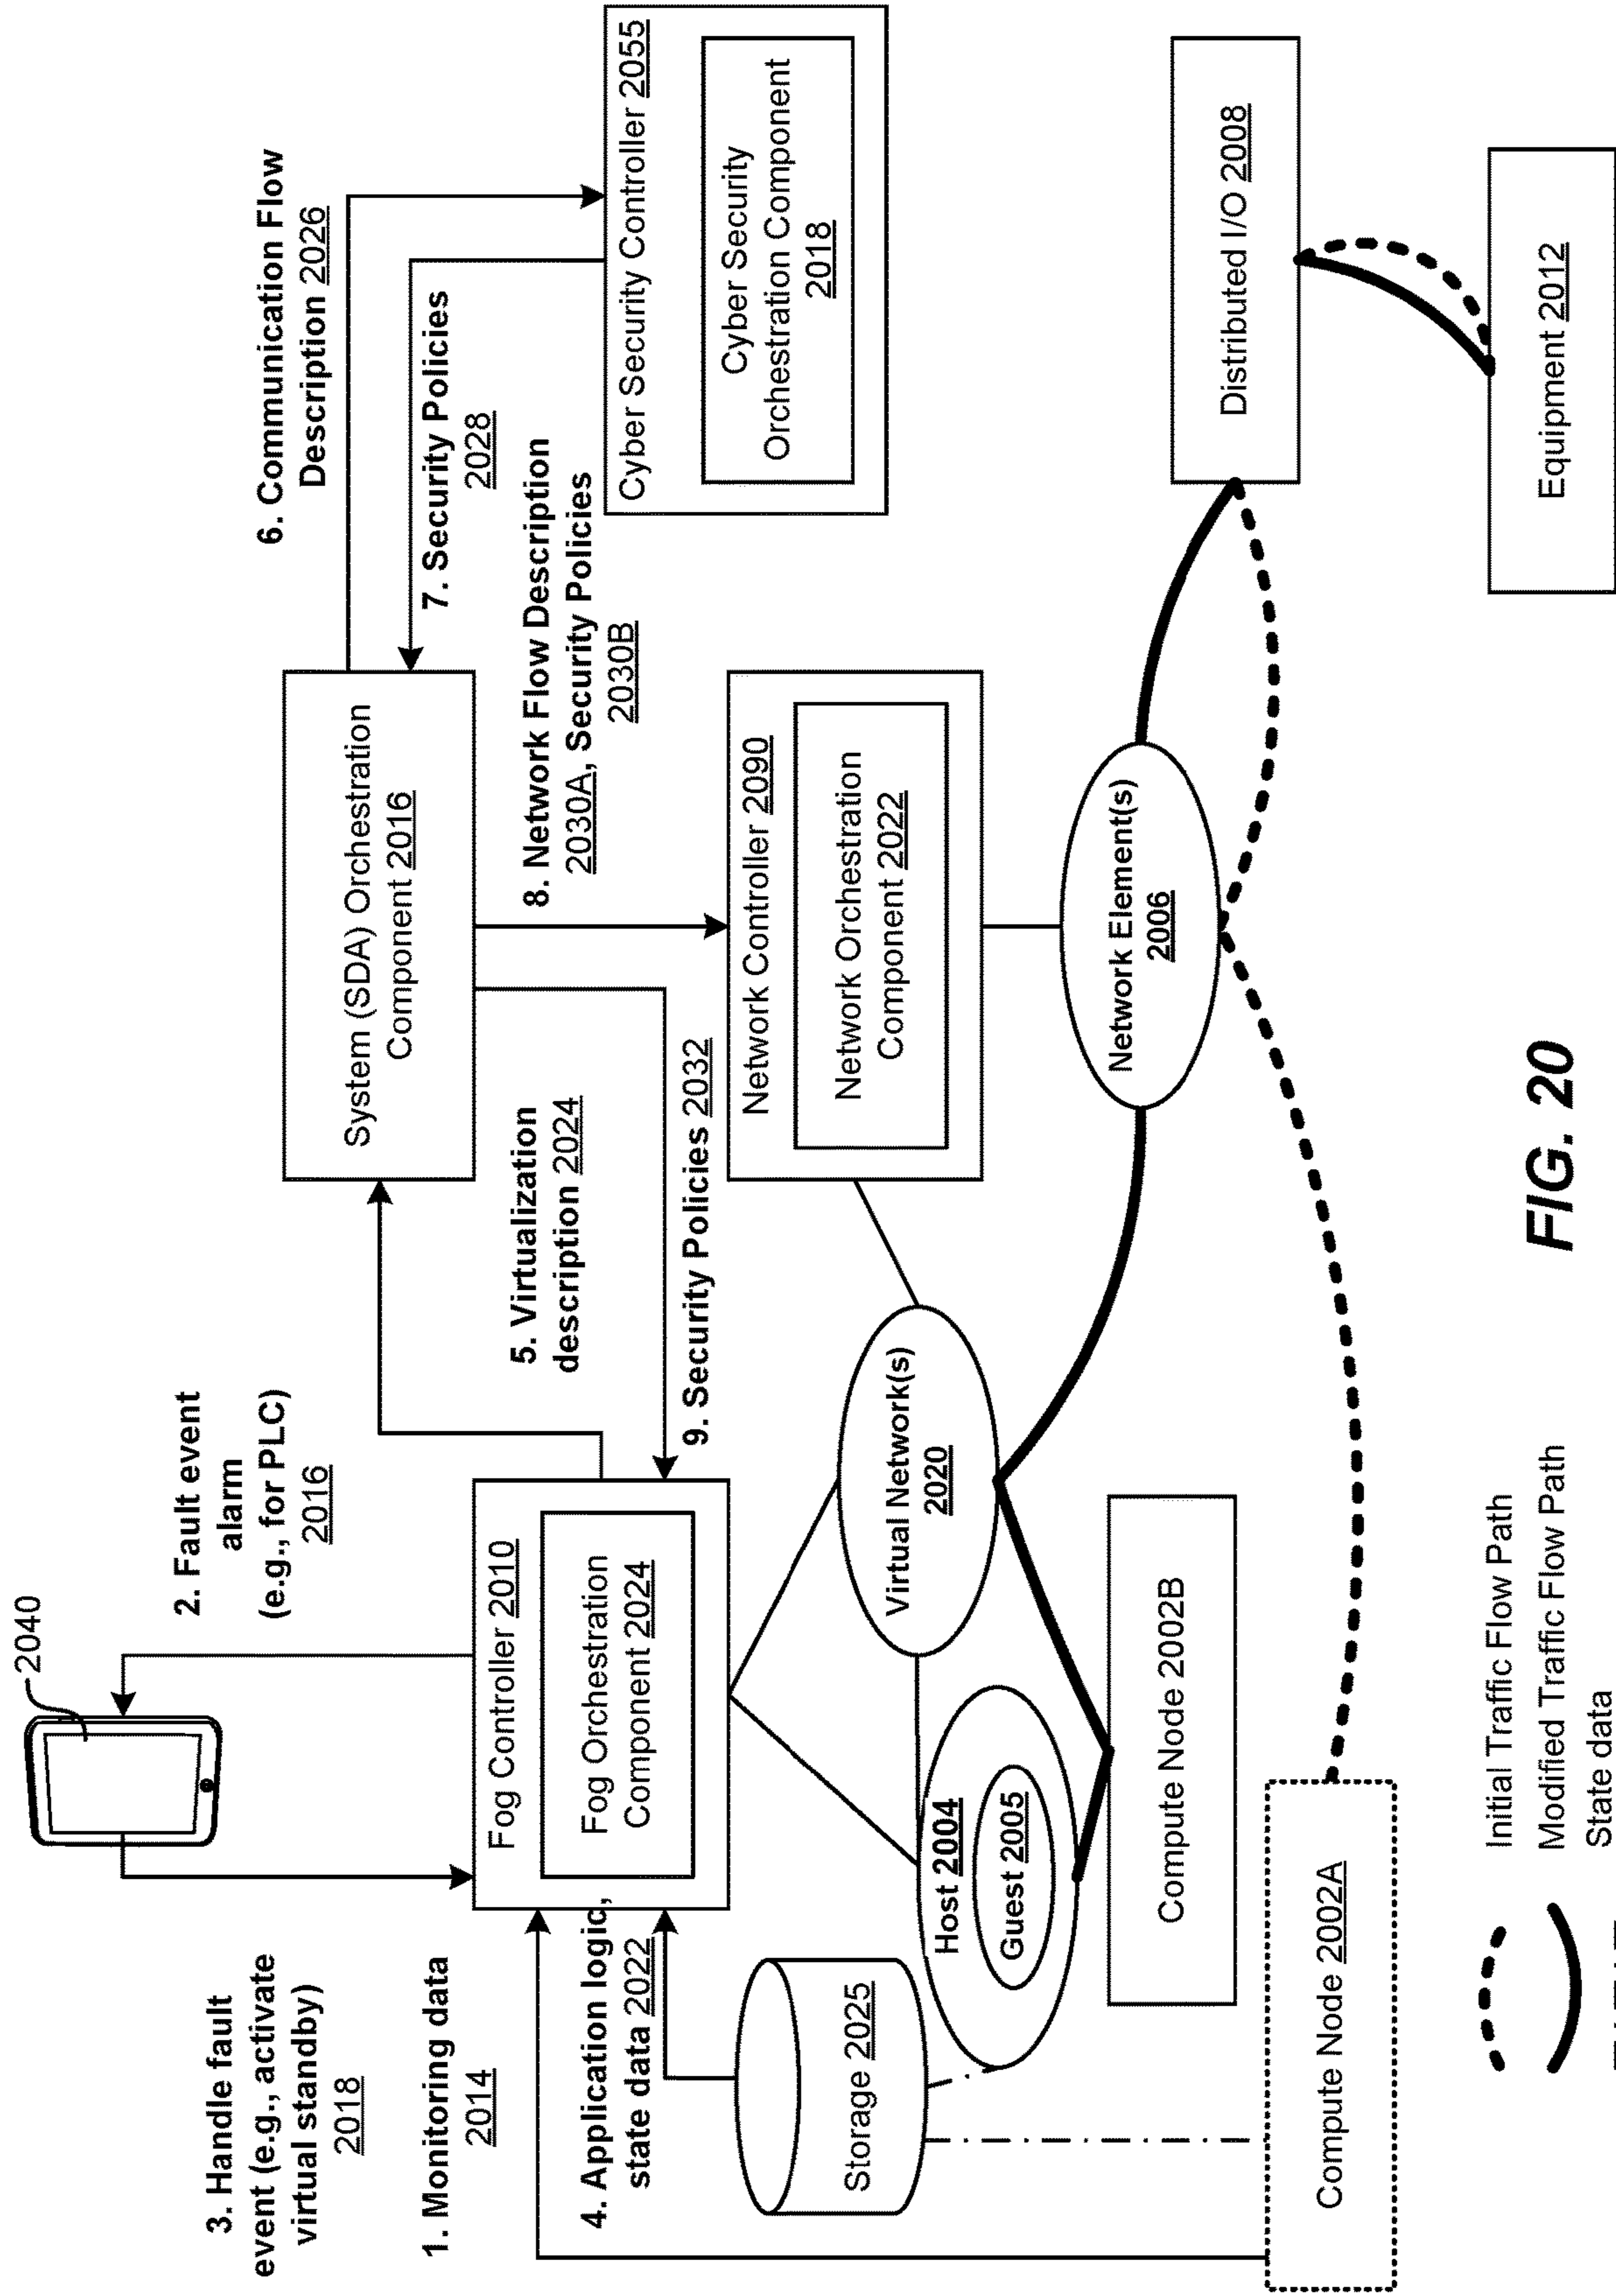 2040
2. Fault event
alarm
(e.g., for PLC)
2016
3. Handle fault
event (e.g., activate
virtual standby)
2018
1. Monitoring data
2014
Fog Controller 2010
Fog Orchestration
Component 2024
4. Application logic,
state data 2022
Storage 2025
5. Virtualization
description 2024
System (SDA) Orchestration
Component 2016
6. Communication Flow
Description 2026
7. Security Policies
2028
Cyber Security Controller 2055
Cyber Security
Orchestration Component
2018
8. Network Flow Description
2030A, Security Policies
2030B
9. Security Policies 2032
Network Controller 2090
Network Orchestration
Component 2022
Virtual Network(s)
2020
Host 2004
Guest 2005
Compute Node 2002B
Compute Node 2002A
Network Element(s)
2006
Distributed I/O 2008
Equipment 2012
Initial Traffic Flow Path
Modified Traffic Flow Path
State data
FIG. 20